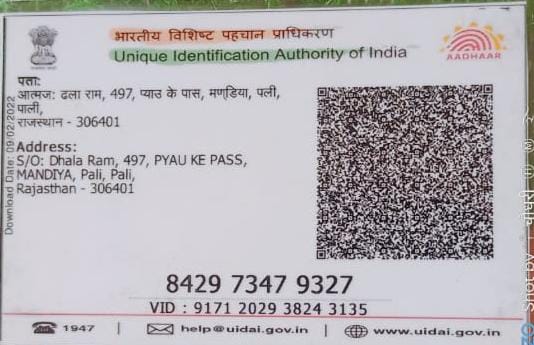 भारतीय विशिष्ट पहचान प्राधिकरण
Unique Identification Authority of India
AADHAAR
पता:
आत्मज: ढला राम, 497, प्याउ के पास, मण्डिया, पली,
पाली,
राजस्थान - 306401
Address:
S/O: Dhala Ram, 497, PYAU KE PASS,
MANDIYA, Pali, Pali,
Rajasthan - 306401
Download Date: 09/02/2022
8429 7347 9327
VID : 9171 2029 3824 3135
1947 | help@uidai.gov.in | www.uidai.gov.in
Shot by